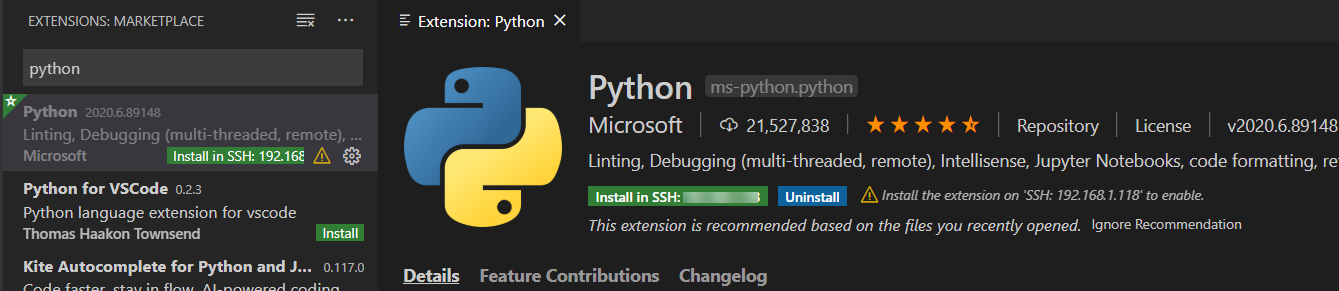 EXTENSIONS: MARKETPLACE
python
Python 2020.6.89148
Linting, Debugging (multi-threaded, remote), ...
Microsoft Install in SSH: 192.168
Python for VSCode 0.2.3
Python language extension for vscode
Thomas Haakon Townsend Install
Kite Autocomplete for Python and J... 0.117.0
Code faster, stay in flow. AI-powered coding
Extension: Python
Python ms-python.python
Microsoft 21,527,838 Repository License v2020.6.89148
Linting, Debugging (multi-threaded, remote), Intellisense, Jupyter Notebooks, code formatting, re
Install in SSH: Uninstall Install the extension on 'SSH: 192.168.1.118' to enable.
This extension is recommended based on the files you recently opened. Ignore Recommendation
Details Feature Contributions Changelog